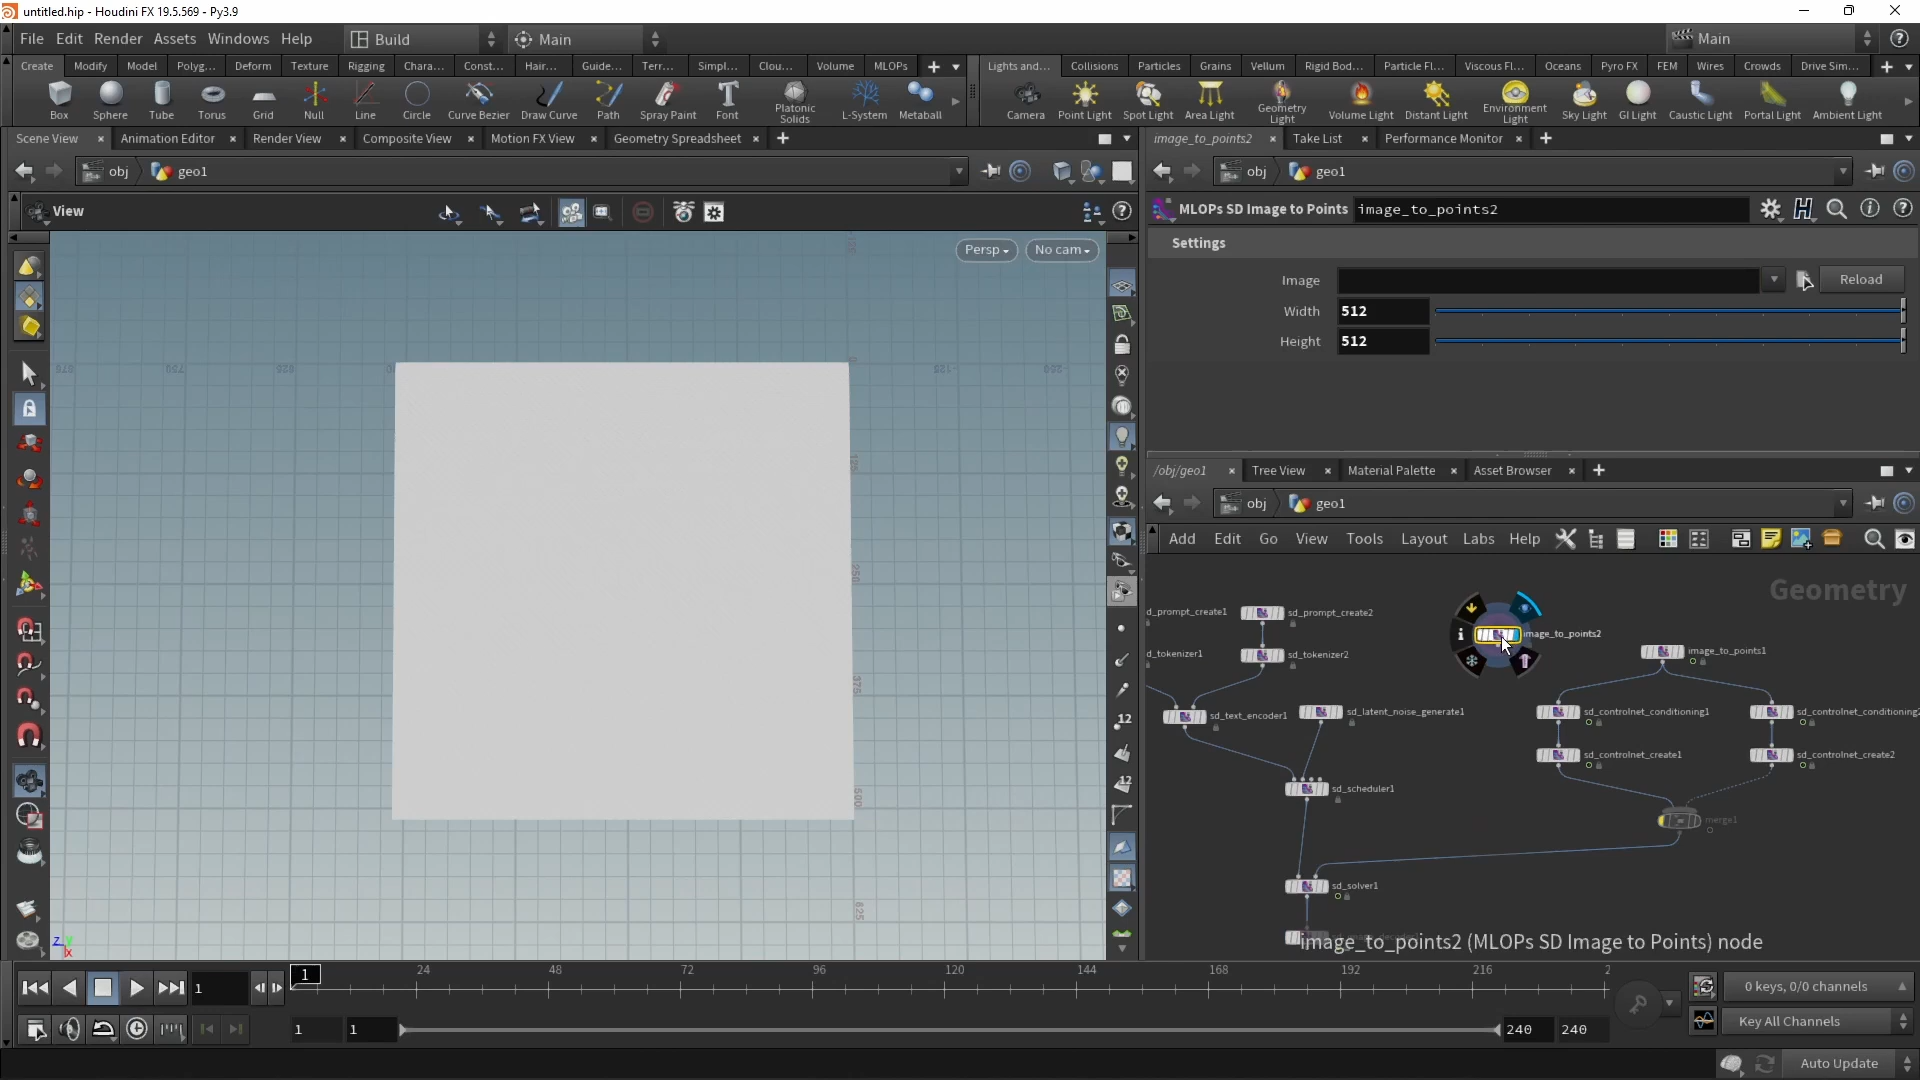 untitled.hip - Houdini FX 19.5.569 - Py3.9
File Edit Render Assets Windows Help Build Main Main
Create Modify Model Polyg... Deform Texture Rigging Chara... Const... Hair... Guide... Terr... Simpl... Clou... Volume MLOPs
Lights and... Collisions Particles Grains Vellum Rigid Bod... Particle Fl... Viscous Fl... Oceans Pyro FX FEM Wires Crowds Drive Sim...
Box Sphere Tube Torus Grid Null Line Circle Curve Bezier Draw Curve Path Spray Paint Font Platonic Solids L-System Metaball
Camera Point Light Spot Light Area Light Geometry Light Volume Light Distant Light Environment Light Sky Light GI Light Caustic Light Portal Light Ambient Light
Scene View Animation Editor Render View Composite View Motion FX View Geometry Spreadsheet
image_to_points2 Take List Performance Monitor
obj geo1
obj geo1
View
MLOPs SD Image to Points image_to_points2
Persp No cam
Settings
Image Reload
Width 512
Height 512
/obj/geo1 Tree View Material Palette Asset Browser
obj geo1
Add Edit Go View Tools Layout Labs Help
Geometry
d_prompt_create1 sd_prompt_create2
image_to_points2
image_to_points1
d_tokenizer1 sd_tokenizer2
sd_text_encoder1 sd_latent_noise_generate1 sd_controlnet_conditioning1 sd_controlnet_conditioning2
sd_controlnet_create1 sd_controlnet_create2
sd_scheduler1
merge1
sd_solver1
image_to_points2 (MLOPs SD Image to Points) node
125
250
375
500
625
12
12
Z Y X
1 1 24 48 72 96 120 144 168 192 216 2
0 keys, 0/0 channels
1 1 240 240
Key All Channels
Auto Update